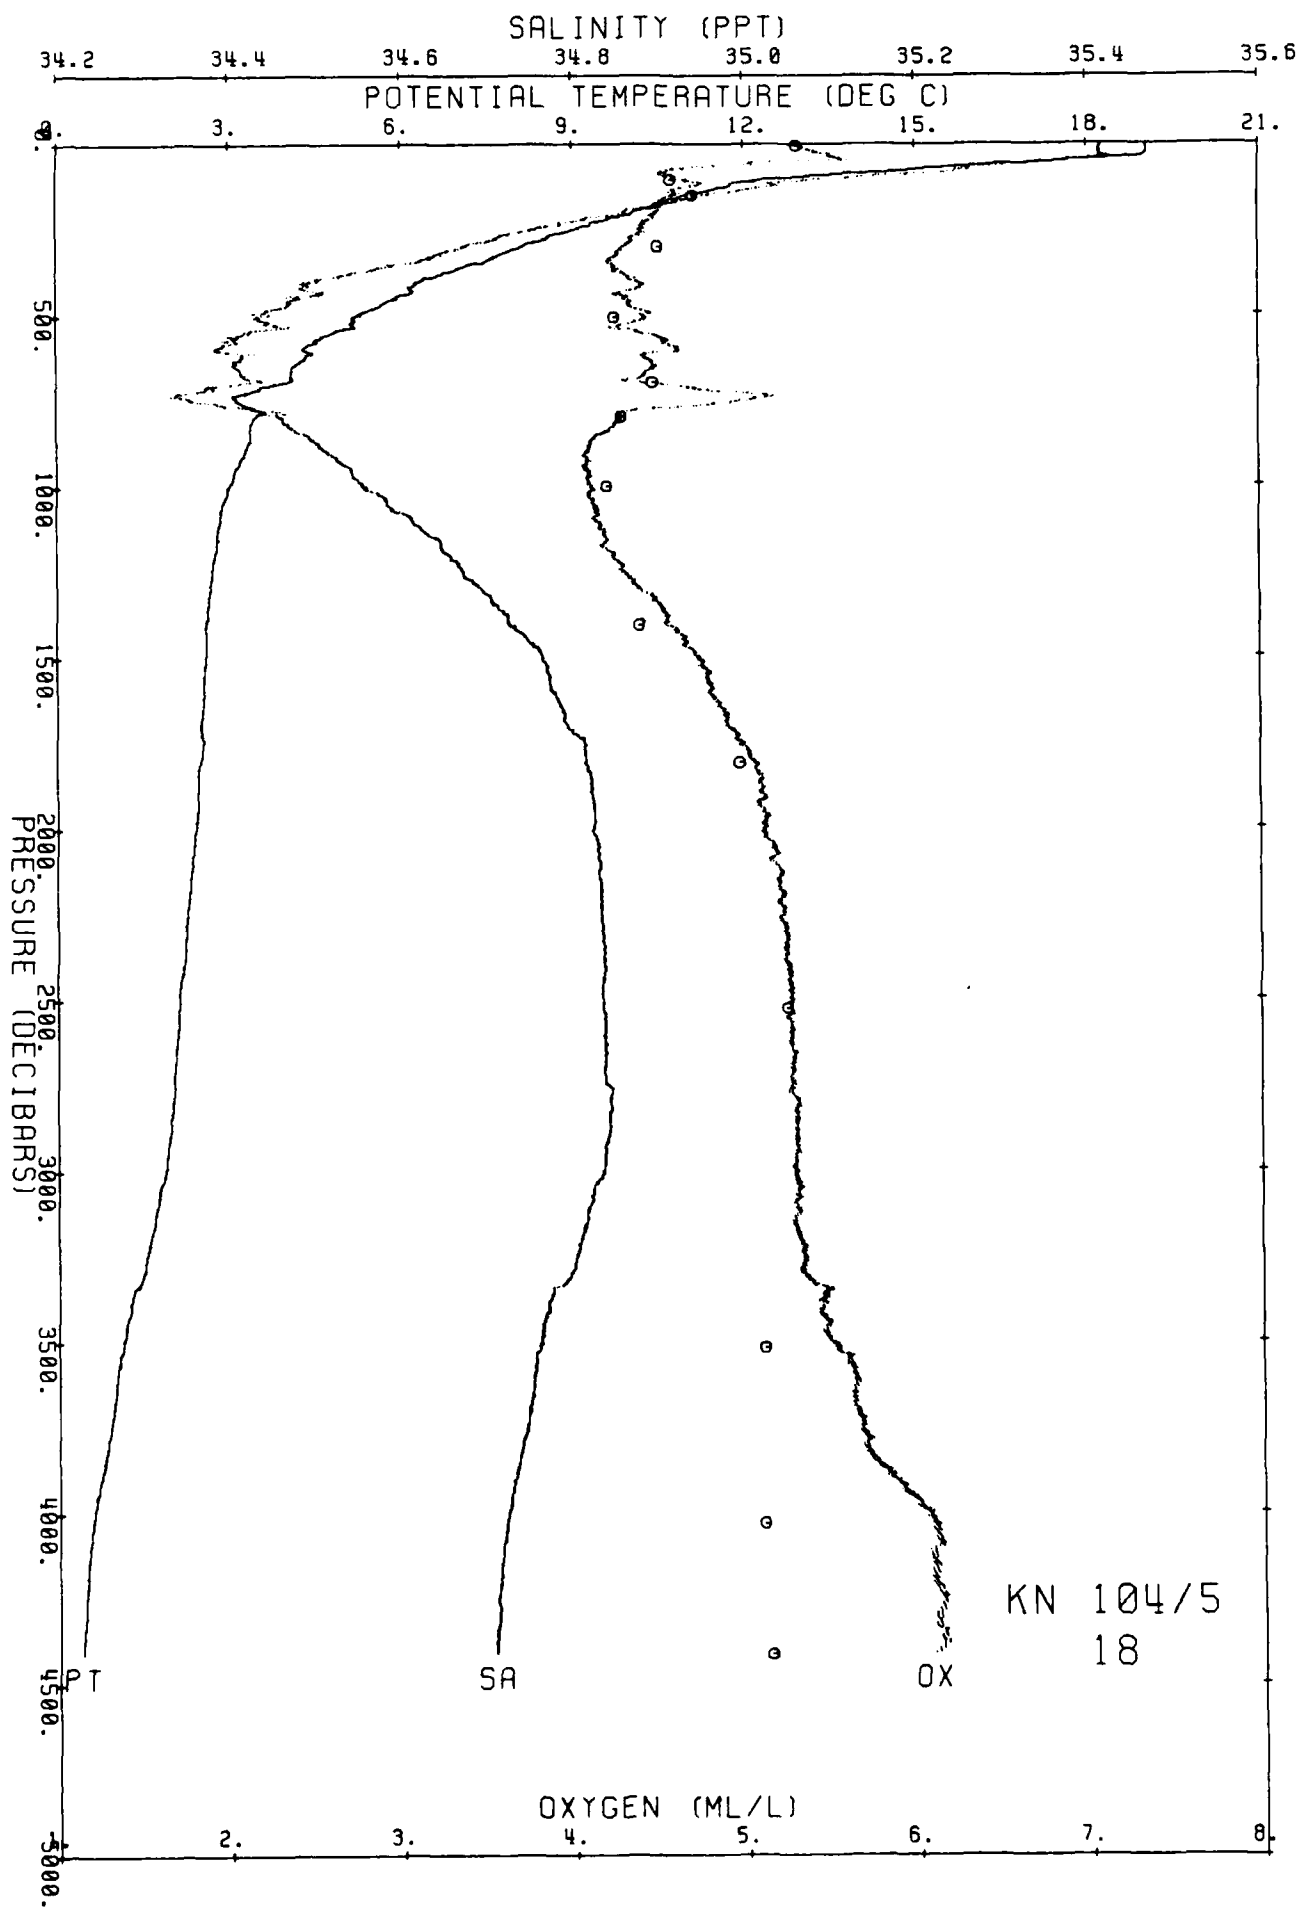 SALINITY (PPT)
34.2 34.4 34.6 34.8 35.0 35.2 35.4 35.6
POTENTIAL TEMPERATURE (DEG C)
0. 3. 6. 9. 12. 15. 18. 21.
500.
1000.
1500.
2000.
2500.
3000.
3500.
4000.
4500.
5000.
PRESSURE (DECIBARS)
KN 104/5
18
PT SA OX
OXYGEN (ML/L)
2. 3. 4. 5. 6. 7. 8.